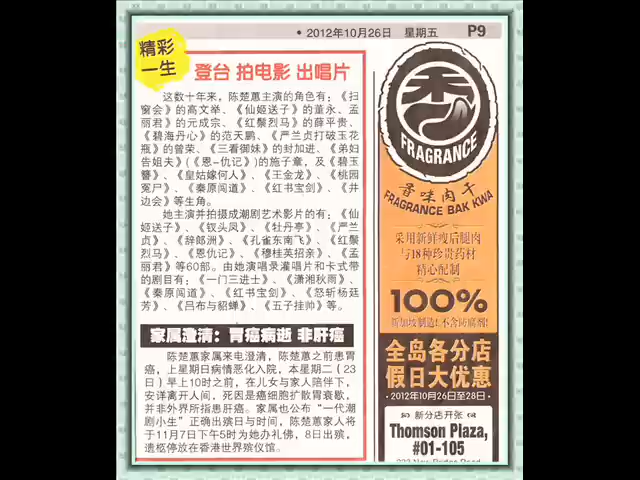 • 2012年10月26日 星期五 P9
精彩
一生
登台 拍电影 出唱片
这数十年来，陈楚蕙主演的角色有：《扫
窗会》的高文举、《仙姬送子》的董永、孟
丽君》的元成宗、《红鬃烈马》的薛平贵、
《碧海丹心》的范天鹏、《严兰贞打破玉花
瓶》的曾荣、《三看御妹》的封加进、《弟妇
告姐夫》(《恩-仇记》)的施子章，及《碧玉
簪》、《皇姑嫁何人》、《王金龙》、《桃园
冤尸》、《秦原闯道》、《红书宝剑》、《井
边会》等生角。
她主演并拍摄成潮剧艺术影片的有：《仙
姬送子》、《钗头凤》、《牡丹亭》、《严兰
贞》、《辞郎洲》、《孔雀东南飞》、《红鬃
烈马》、《恩仇记》、《穆桂英招亲》、《孟
丽君》等60部。由她演唱录灌唱片和卡式带
的剧目有：《一门三进士》、《潇湘秋雨》、
《秦原闯道》、《红书宝剑》、《怒斩杨廷
芳》、《吕布与貂蝉》、《五子挂帅》等。
家属澄清：胃癌病逝 非肝癌
陈楚蕙家属来电澄清，陈楚蕙之前患胃
癌，上星期日病情恶化入院，本星期二（23
日）早上10时之前，在儿女与家人陪伴下，
安详离开人间，死因是癌细胞扩散胃衰歇，
并非外界所指患肝癌。家属也公布“一代潮
剧小生”正确出殡日与时间，陈楚蕙家人将
于11月7日下午5时为她办礼佛，8日出殡，
遗柩停放在香港世界殡仪馆。
香
FRAGRANCE
香味肉干
FRAGRANCE BAK KWA
采用新鲜瘦后腿肉
与18种珍贵药材
精心配制
100%
新加坡制造! 不含防腐剂!
全岛各分店
假日大优惠
• 2012年10月26日至28日 •
新分店开张
Thomson Plaza,
#01-105